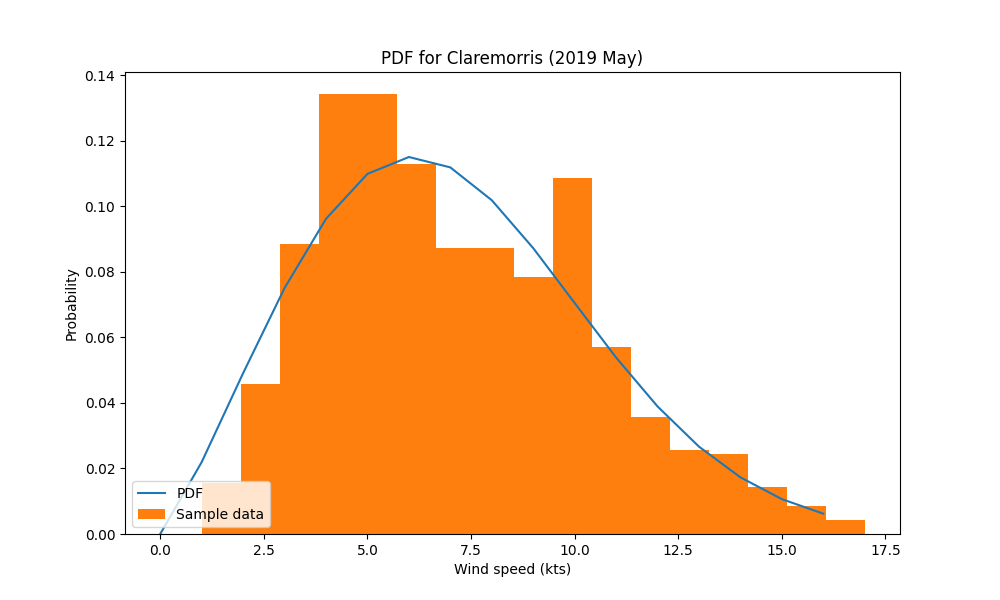 PDF for Claremorris (2019 May)
0.14
0.12
0.10
0.08
0.06
0.04
0.02
0.00
Probability
PDF
Sample data
0.0 2.5 5.0 7.5 10.0 12.5 15.0 17.5
Wind speed (kts)